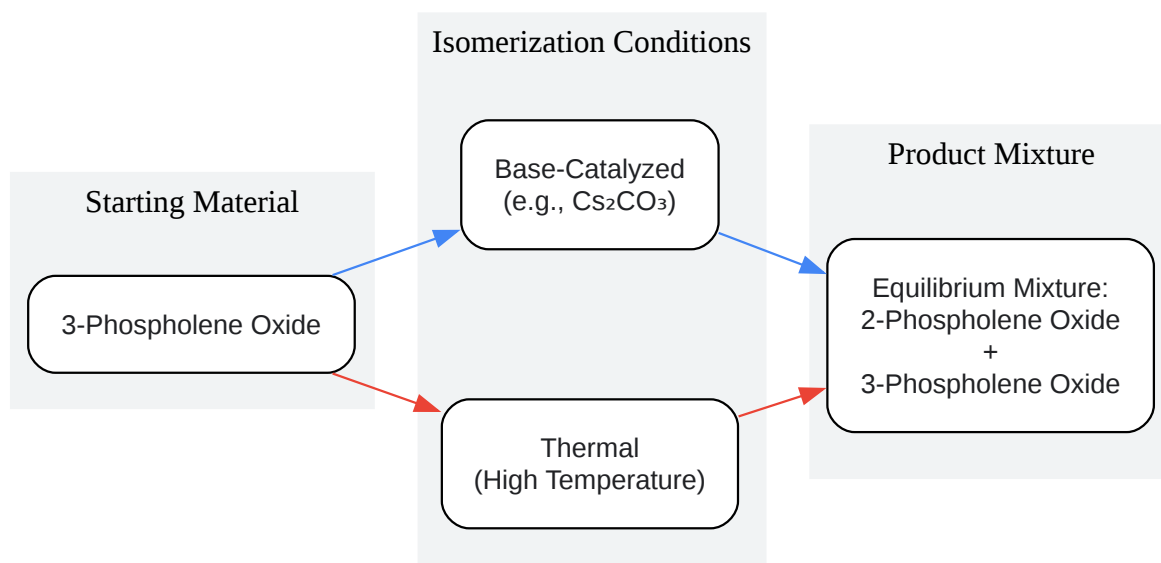 Starting Material
3-Phospholene Oxide
Isomerization Conditions
Base-Catalyzed
(e.g., Cs₂CO₃)
Thermal
(High Temperature)
Product Mixture
Equilibrium Mixture:
2-Phospholene Oxide
+
3-Phospholene Oxide